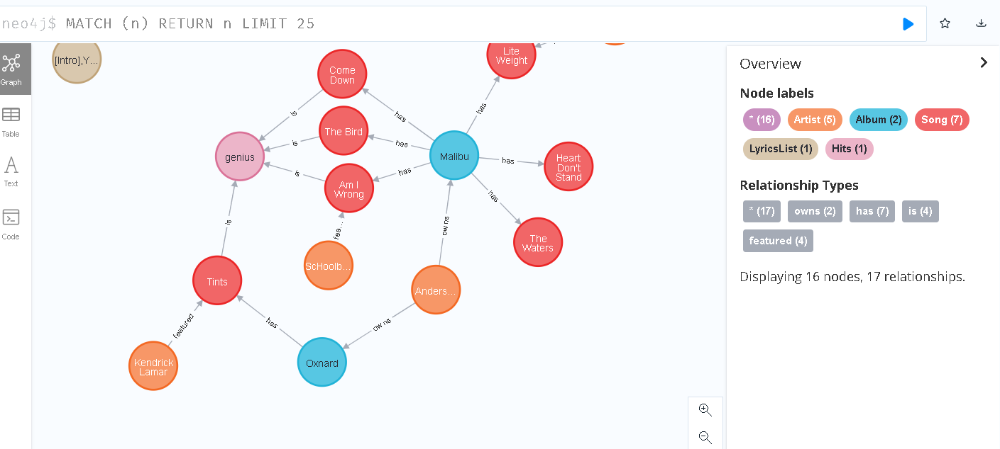 neo4j$ MATCH (n) RETURN n LIMIT 25
Graph
Table
Text
Code
[Intro],Y...
Come
Down
Lite
Weight
is
has
has
The Bird
is
has
genius
Malibu
has
Heart
Don't
Stand
is
has
Am I
Wrong
has
is
fea...
owns
The
Waters
ScHoolb...
Tints
Anders...
featured
has
owns
Kendrick
Lamar
Oxnard
Overview
Node labels
* (16)
Artist (5)
Album (2)
Song (7)
LyricsList (1)
Hits (1)
Relationship Types
* (17)
owns (2)
has (7)
is (4)
featured (4)
Displaying 16 nodes, 17 relationships.